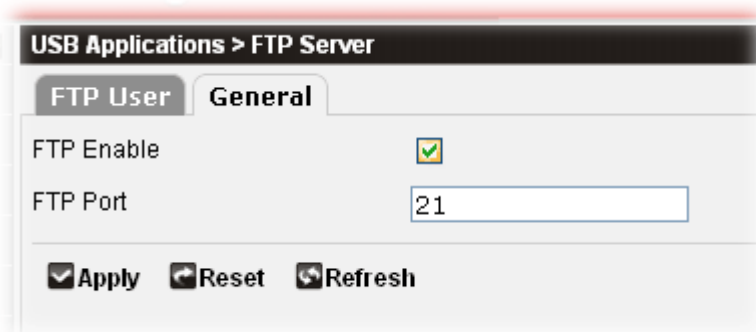 USB Applications > FTP Server
FTP User General
FTP Enable
FTP Port 21
Apply Reset Refresh